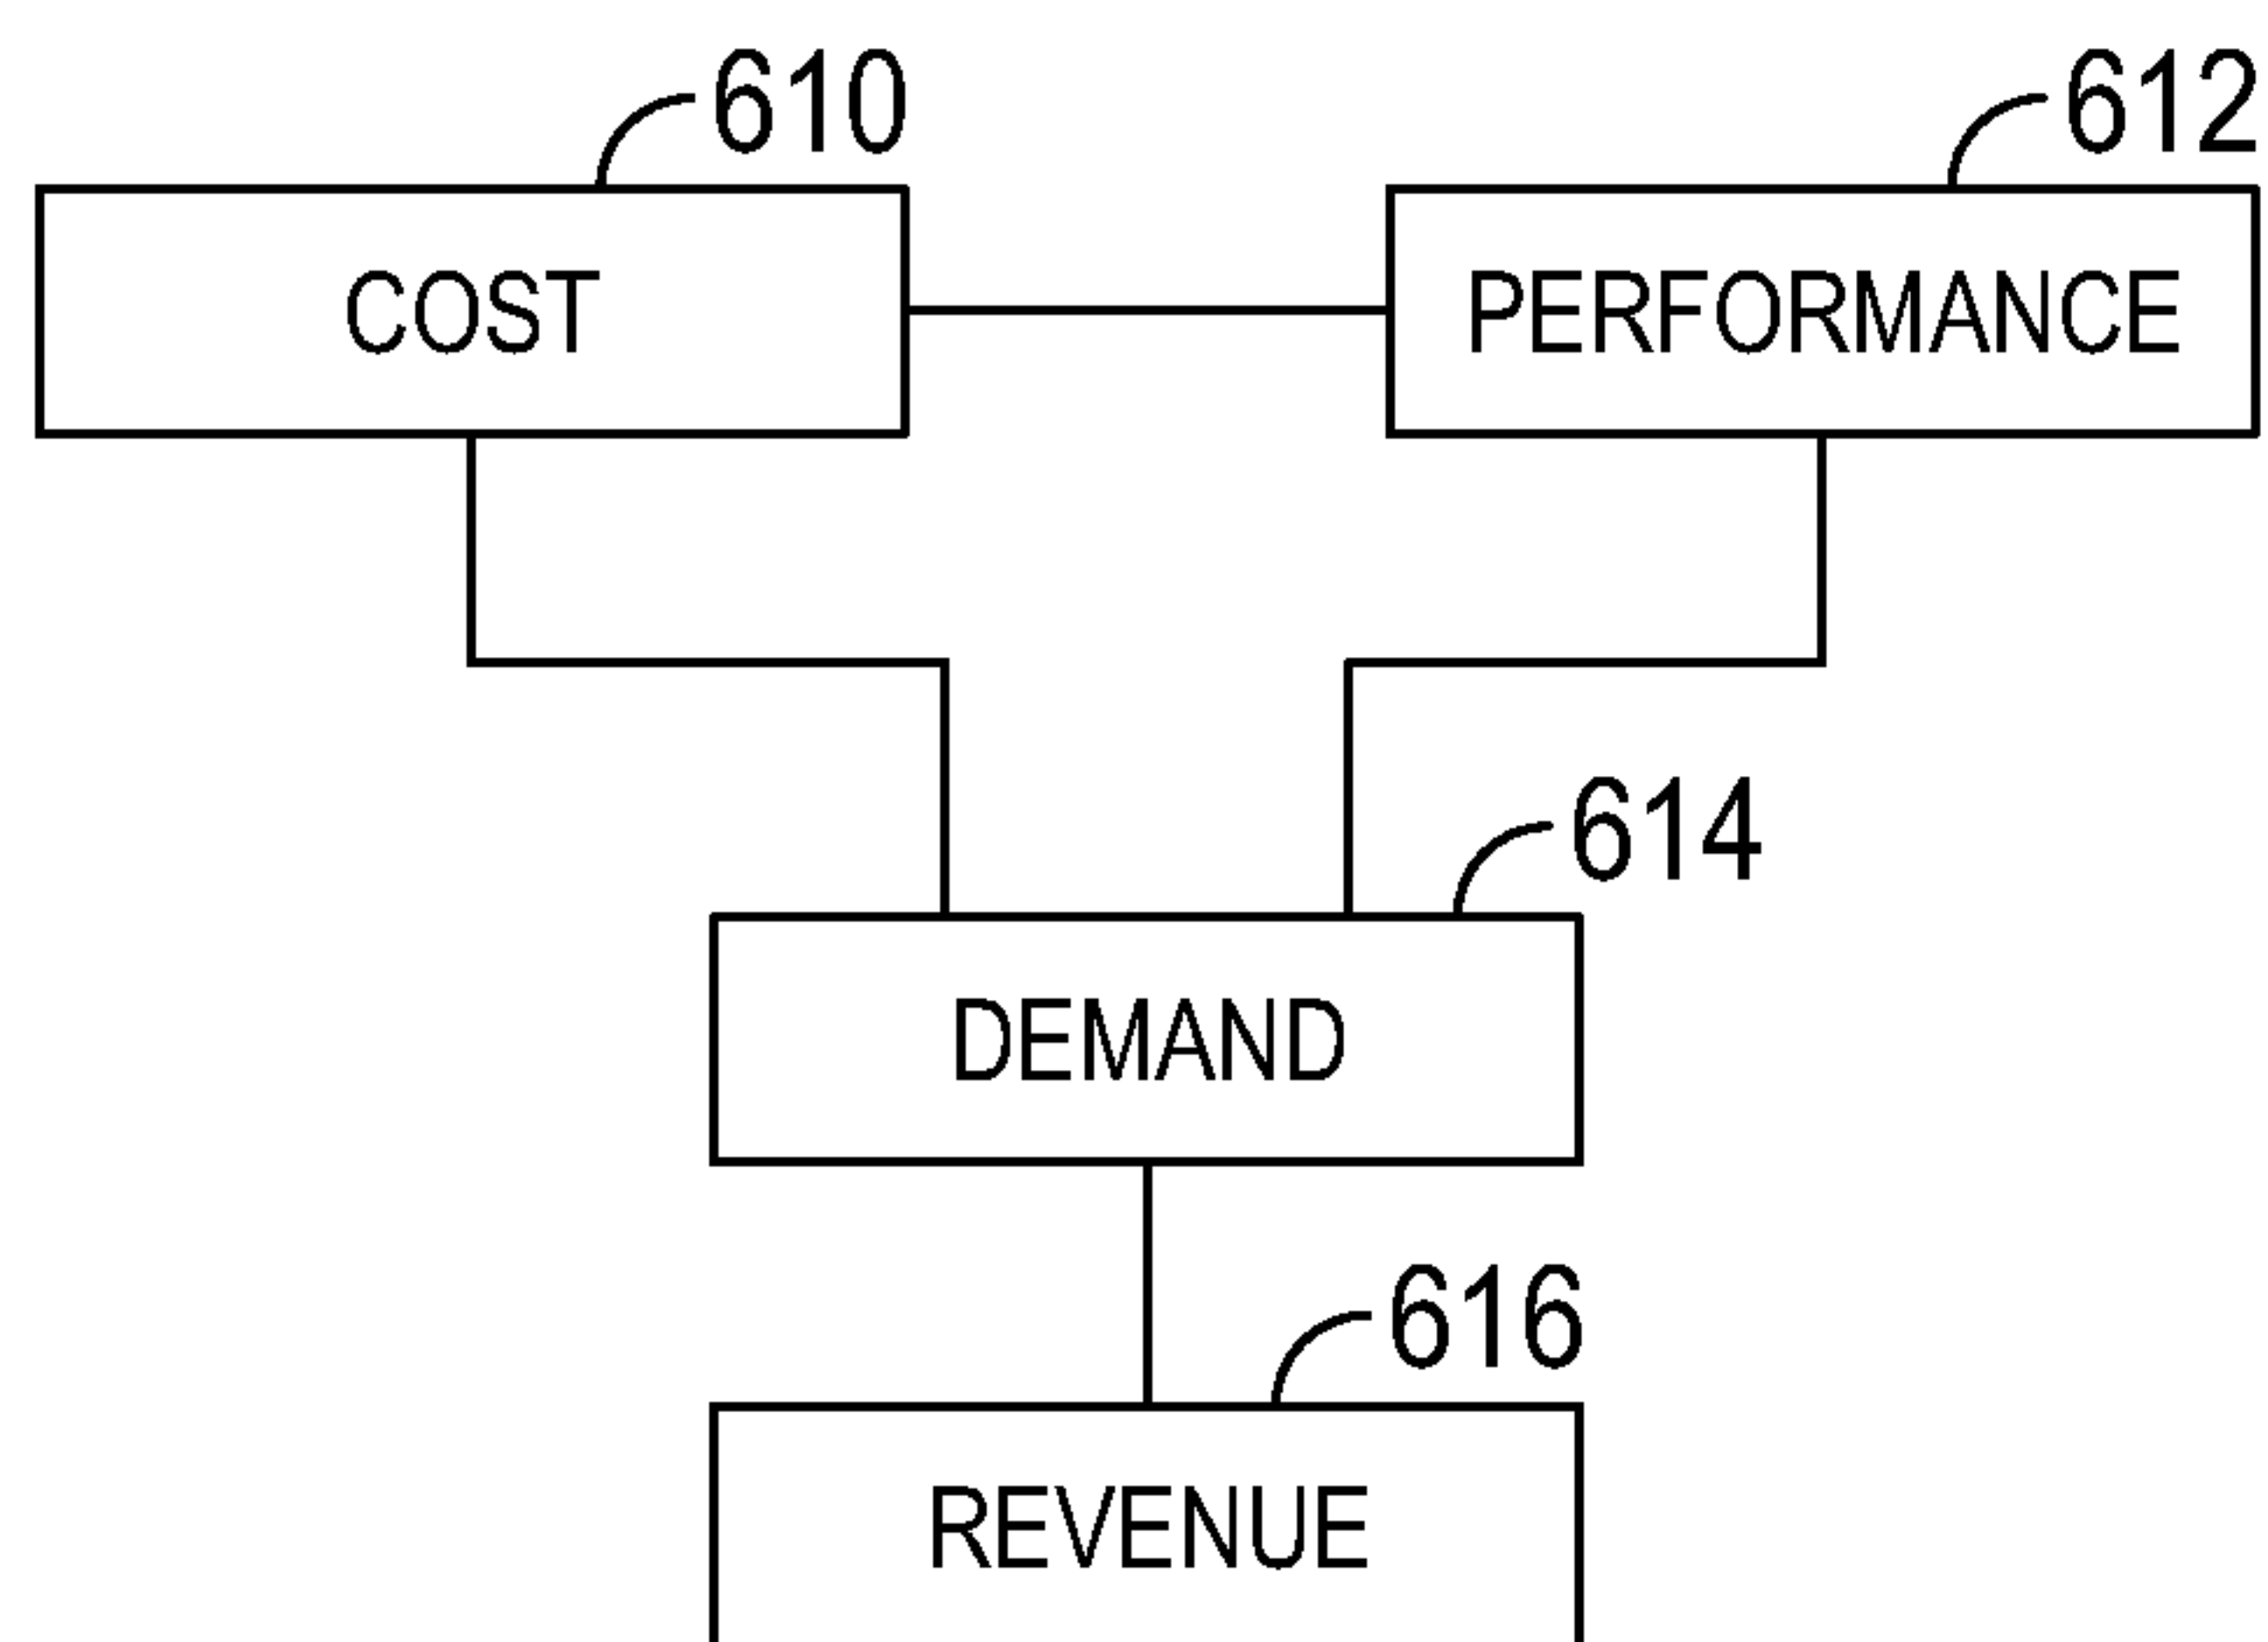 610
612
COST
PERFORMANCE
614
DEMAND
616
REVENUE